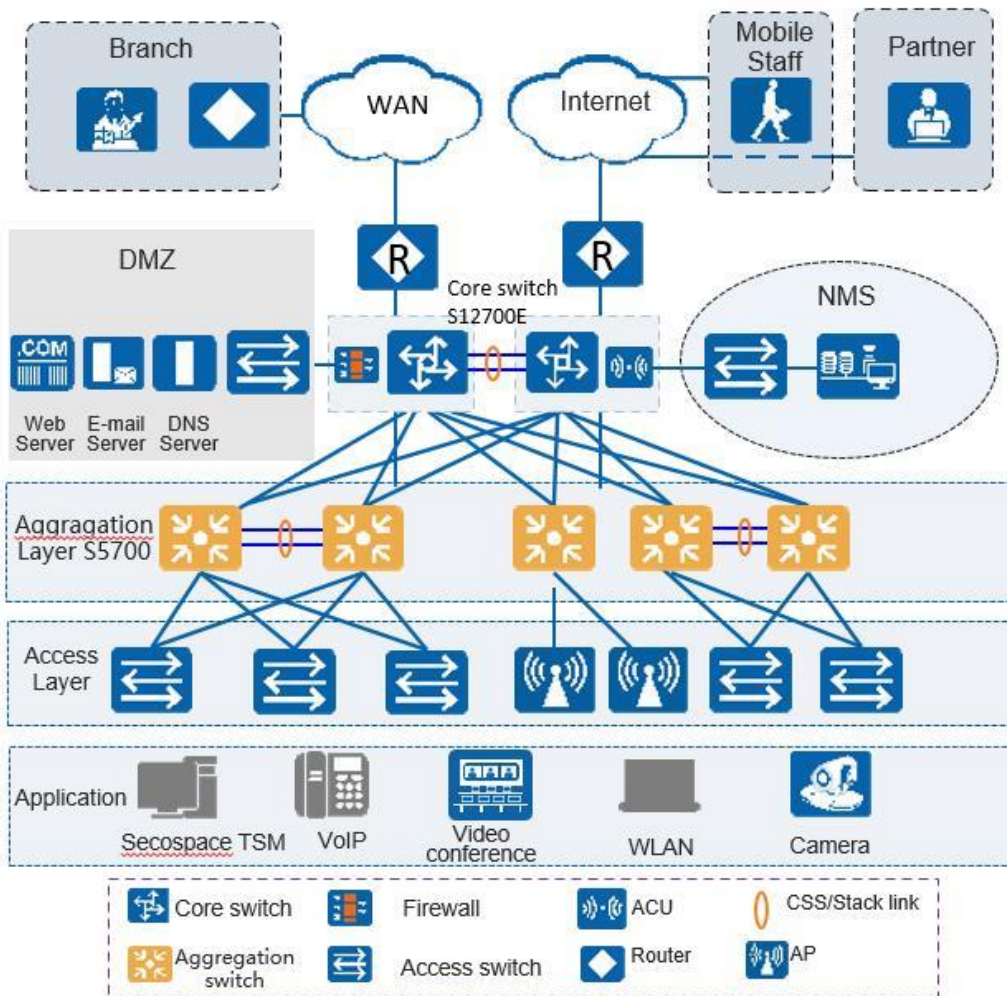 Branch
WAN
Internet
Mobile
Staff
Partner
DMZ
R
R
Core switch
S12700E
NMS
.COM
Web
Server
E-mail
Server
DNS
Server
Aggragation
Layer S5700
Access
Layer
Application
Secospace TSM
VoIP
Video
conference
WLAN
Camera
Core switch
Firewall
ACU
CSS/Stack link
Aggregation
switch
Access switch
Router
AP